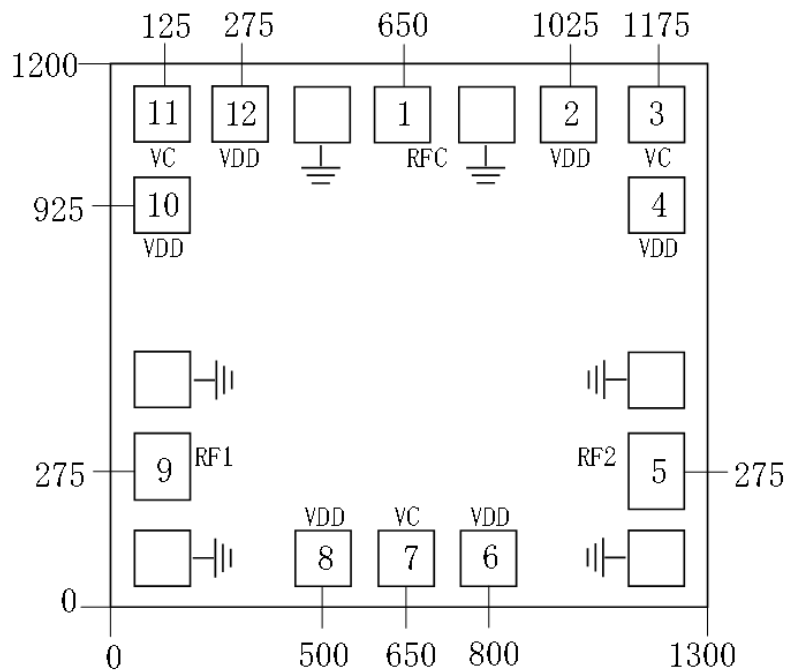 125 275 650 1025 1175
1200
11 12 1 2 3
VC VDD RFC VDD VC
925 10 4
VDD VDD
275 9 RF1 RF2 5 275
VDD VC VDD
8 7 6
0
0 500 650 800 1300